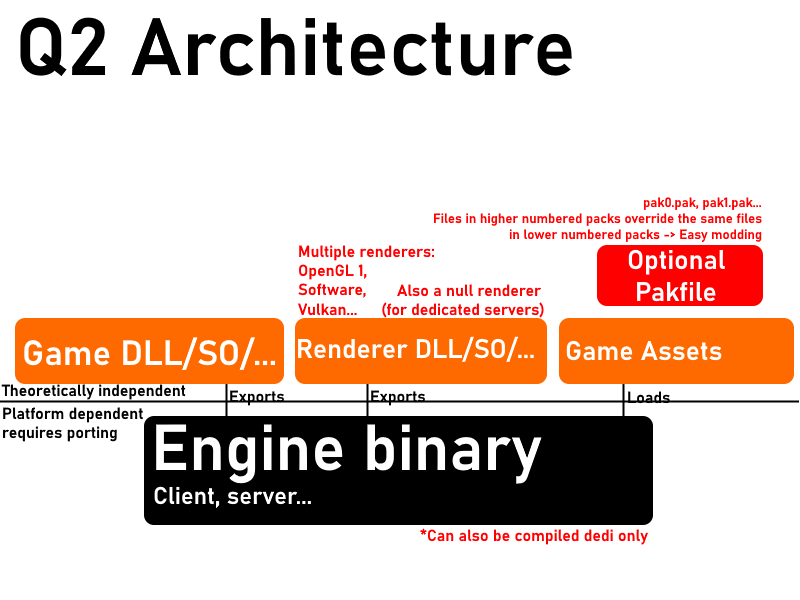 Q2 Architecture
pak0.pak, pak1.pak...
Files in higher numbered packs override the same files
in lower numbered packs -> Easy modding
Optional
Pakfile
Multiple renderers:
OpenGL 1,
Software,
Vulkan...
Also a null renderer
(for dedicated servers)
Game DLL/SO/...
Renderer DLL/SO/...
Game Assets
Theoretically independent
Exports
Exports
Loads
Platform dependent
requires porting
Engine binary
Client, server...
*Can also be compiled dedi only